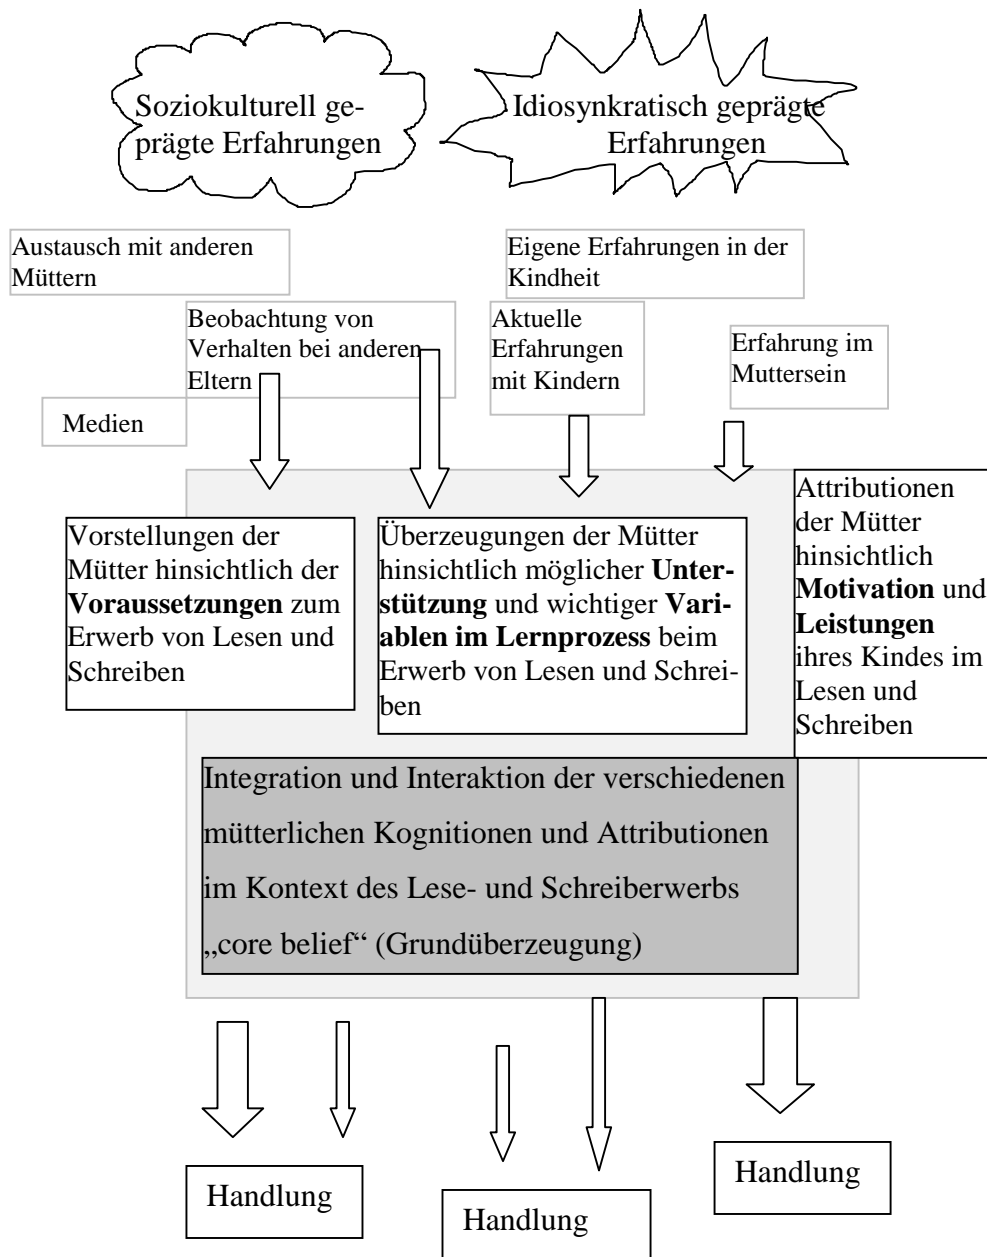 Soziokulturell ge-
prägte Erfahrungen
Idiosynkratisch geprägte
Erfahrungen
Austausch mit anderen
Müttern
Eigene Erfahrungen in der
Kindheit
Beobachtung von
Verhalten bei anderen
Eltern
Aktuelle
Erfahrungen
mit Kindern
Erfahrung im
Muttersein
Medien
Vorstellungen der
Mütter hinsichtlich der
Voraussetzungen zum
Erwerb von Lesen und
Schreiben
Überzeugungen der Mütter
hinsichtlich möglicher Unter-
stützung und wichtiger Vari-
ablen im Lernprozess beim
Erwerb von Lesen und Schrei-
ben
Attributionen
der Mütter
hinsichtlich
Motivation und
Leistungen
ihres Kindes im
Lesen und
Schreiben
Integration und Interaktion der verschiedenen
mütterlichen Kognitionen und Attributionen
im Kontext des Lese- und Schreiberwerbs
„core belief“ (Grundüberzeugung)
Handlung
Handlung
Handlung